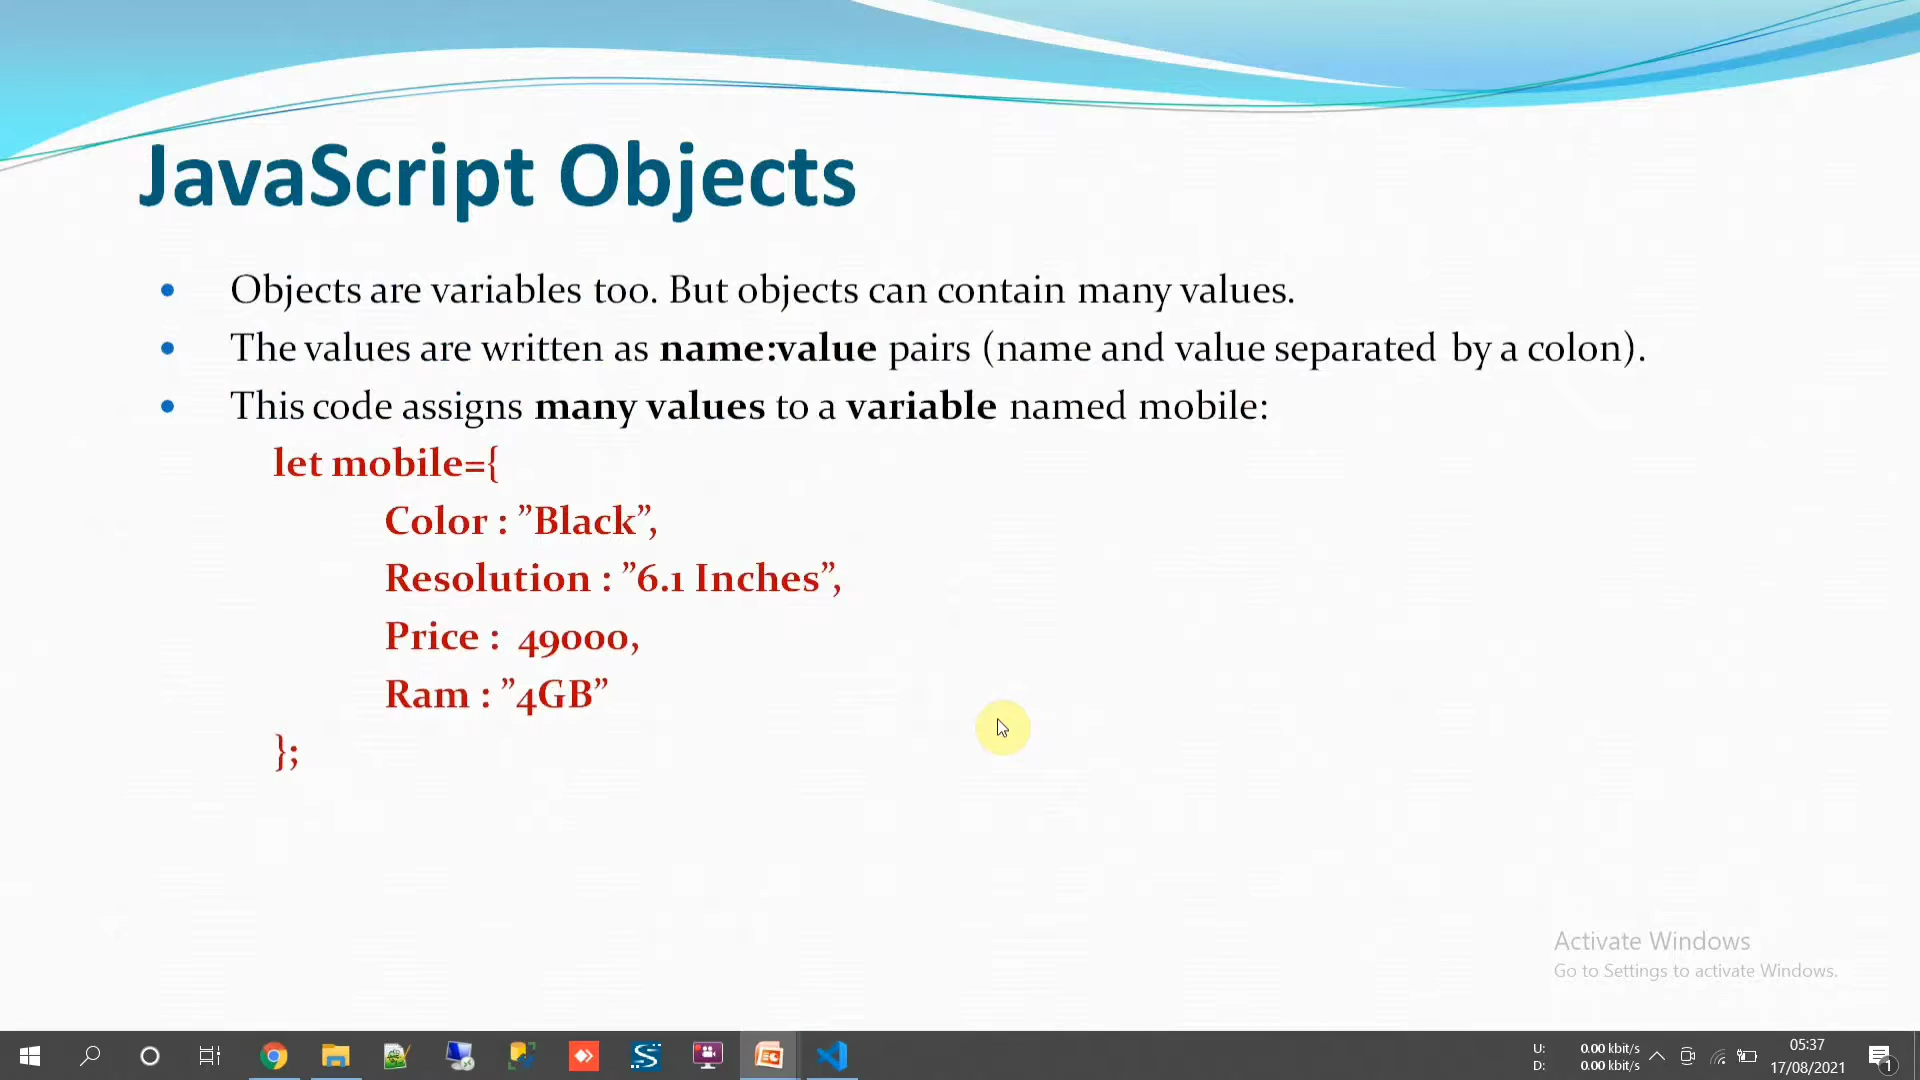 JavaScript Objects
• Objects are variables too. But objects can contain many values.
• The values are written as name:value pairs (name and value separated by a colon).
• This code assigns many values to a variable named mobile:
let mobile={
Color : ”Black”,
Resolution : ”6.1 Inches”,
Price : 49000,
Ram : ”4GB”
};
Activate Windows
Go to Settings to activate Windows.
U: 0.00 kbit/s
D: 0.00 kbit/s
05:37
17/08/2021
1